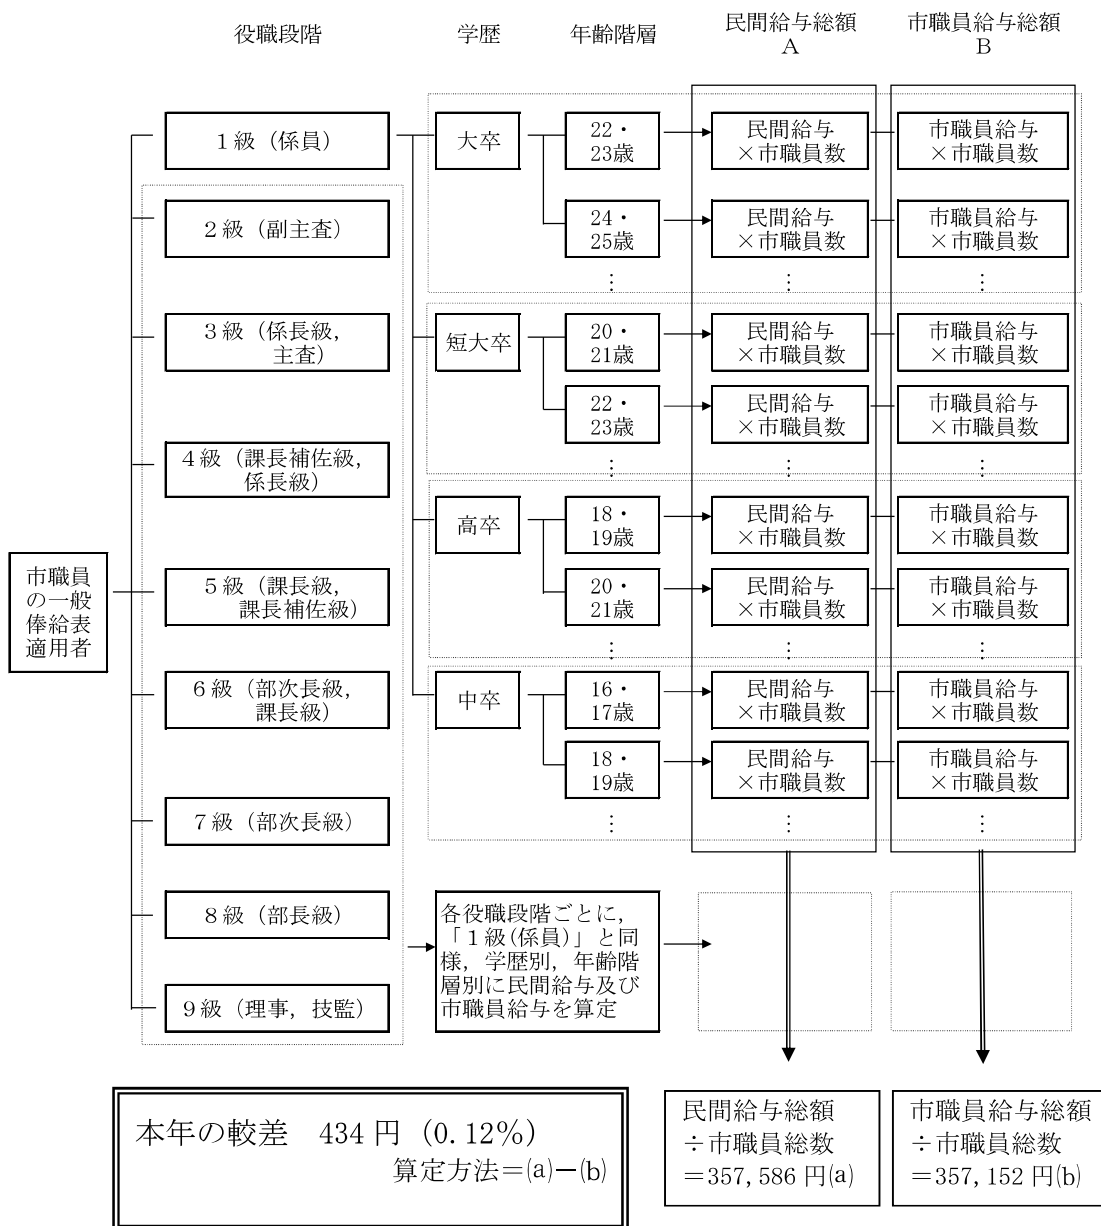 役職段階
学歴
年齢階層
民間給与総額
A
市職員給与総額
B
市職員
の一般
俸給表
適用者
1級（係員）
2級（副主査）
3級（係長級，
主査）
4級（課長補佐級，
係長級）
5級（課長級，
課長補佐級）
6級（部次長級，
課長級）
7級（部次長級）
8級（部長級）
9級（理事，技監）
大卒
22・
23歳
民間給与
×市職員数
市職員給与
×市職員数
24・
25歳
民間給与
×市職員数
市職員給与
×市職員数
⋮
⋮
⋮
短大卒
20・
21歳
民間給与
×市職員数
市職員給与
×市職員数
22・
23歳
民間給与
×市職員数
市職員給与
×市職員数
⋮
⋮
⋮
高卒
18・
19歳
民間給与
×市職員数
市職員給与
×市職員数
20・
21歳
民間給与
×市職員数
市職員給与
×市職員数
⋮
⋮
⋮
中卒
16・
17歳
民間給与
×市職員数
市職員給与
×市職員数
18・
19歳
民間給与
×市職員数
市職員給与
×市職員数
⋮
⋮
⋮
各役職段階ごとに，
「1級(係員)」と同
様，学歴別，年齢階
層別に民間給与及び
市職員給与を算定
本年の較差　434円（0.12%）
算定方法＝(a)－(b)
民間給与総額
÷市職員総数
＝357,586円(a)
市職員給与総額
÷市職員総数
＝357,152円(b)